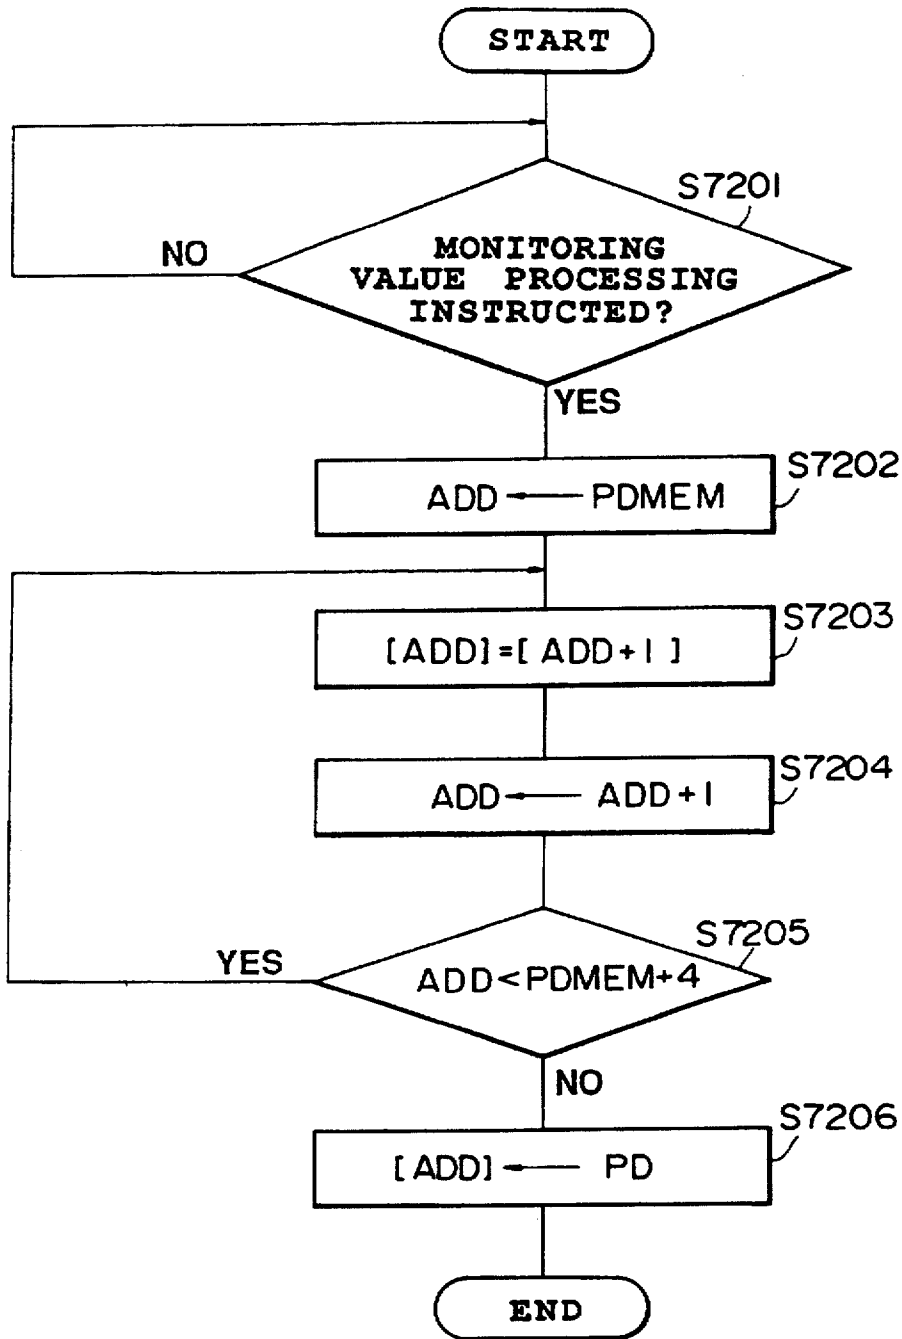 START
S7201
NO
MONITORING
VALUE PROCESSING
INSTRUCTED?
YES
S7202
ADD ← PDMEM
S7203
[ADD]=[ADD+1]
S7204
ADD ← ADD+1
S7205
YES
ADD<PDMEM+4
NO
S7206
[ADD] ← PD
END